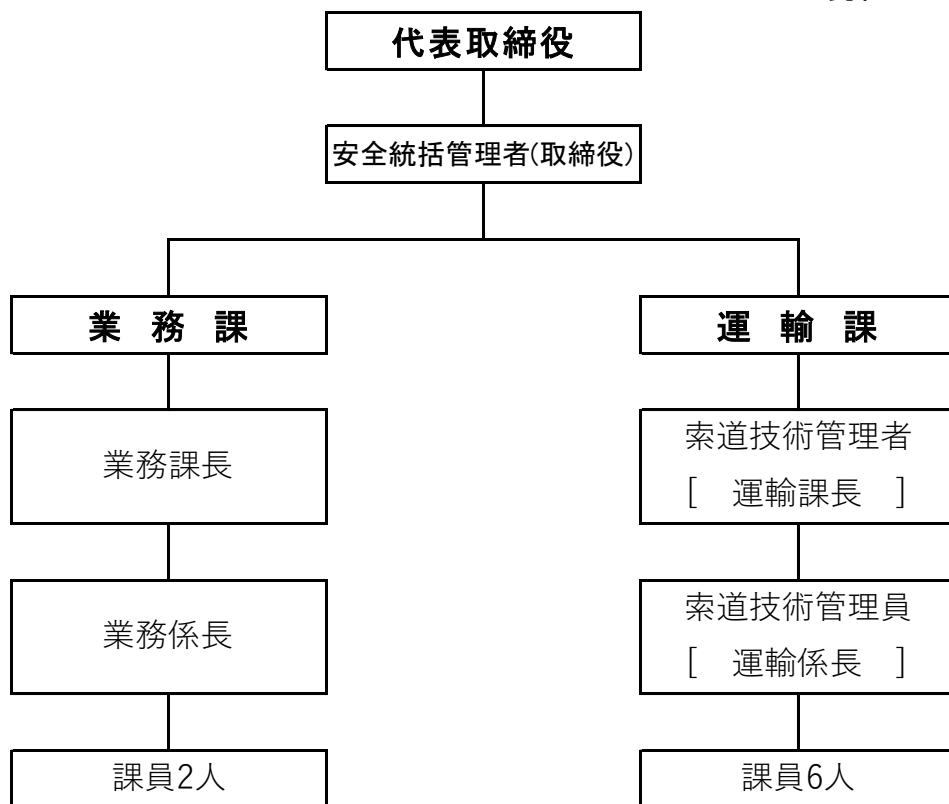 代表取締役
安全統括管理者(取締役)
業 務 課
運 輸 課
業務課長
索道技術管理者
[ 運輸課長 ]
業務係長
索道技術管理員
[ 運輸係長 ]
課員2人
課員6人